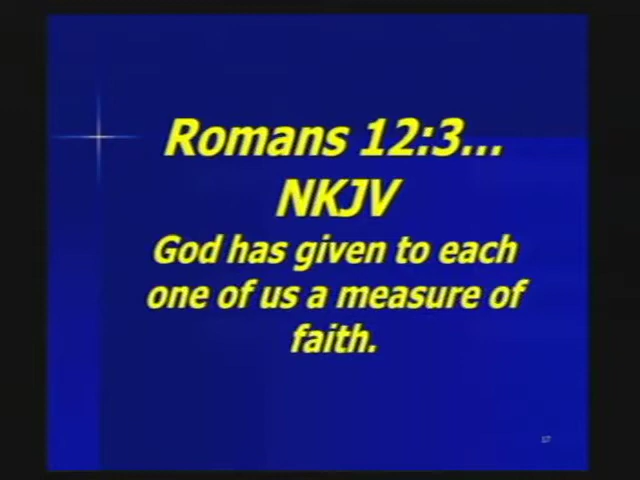 Romans 12:3...
NKJV
God has given to each
one of us a measure of
faith.